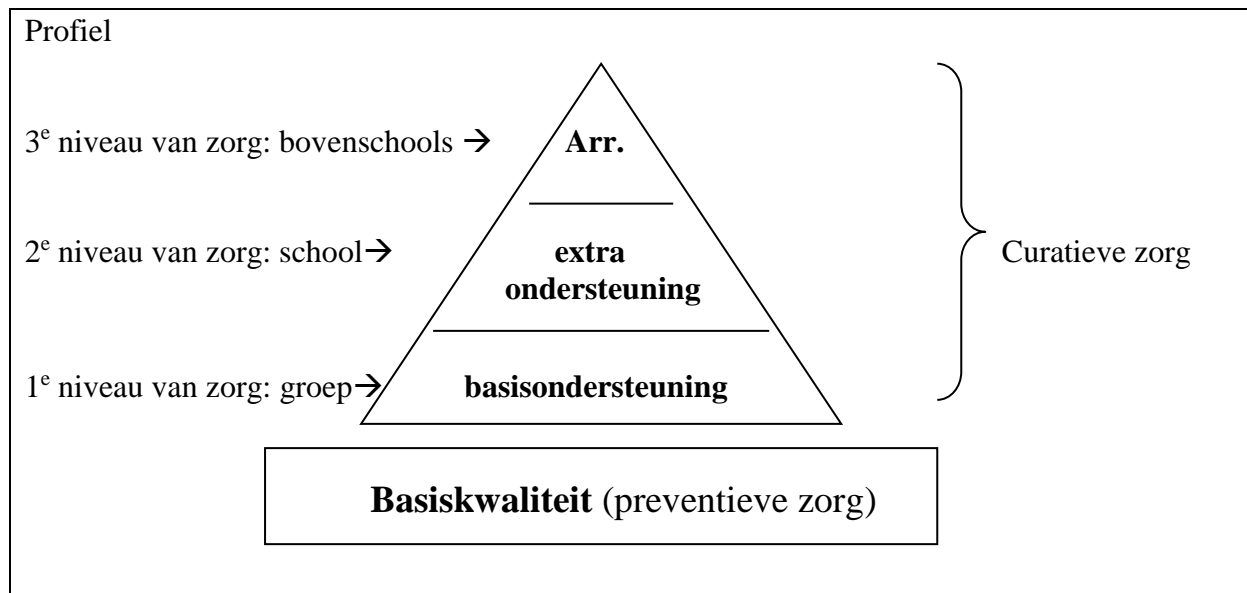 Profiel
3e niveau van zorg: bovenschools →
Arr.
2e niveau van zorg: school→
extra
ondersteuning
Curatieve zorg
1e niveau van zorg: groep→
basisondersteuning
Basiskwaliteit (preventieve zorg)